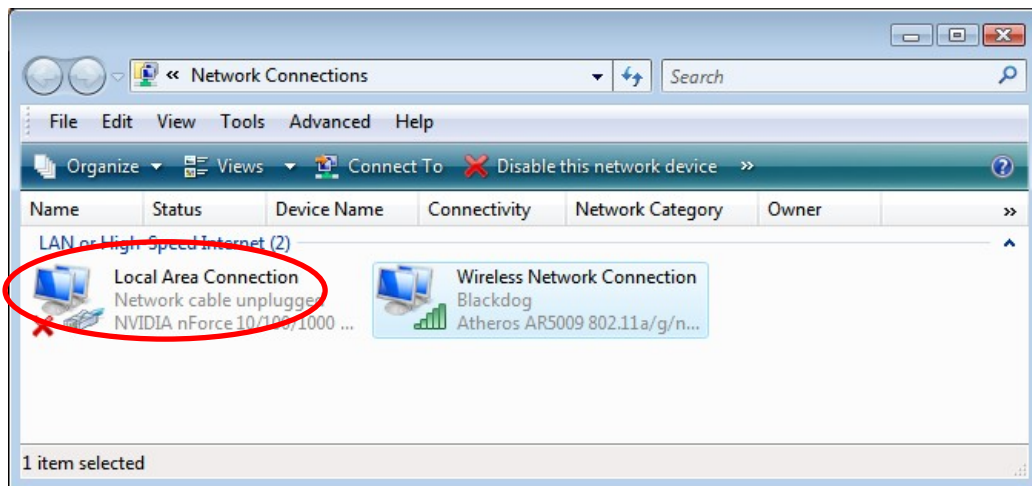 « Network Connections
Search
File Edit View Tools Advanced Help
Organize Views Connect To Disable this network device »
Name Status Device Name Connectivity Network Category Owner »
LAN or High-Speed Internet (2)
Local Area Connection
Network cable unplugged
NVIDIA nForce 10/100/1000 ...
Wireless Network Connection
Blackdog
Atheros AR5009 802.11a/g/n...
1 item selected